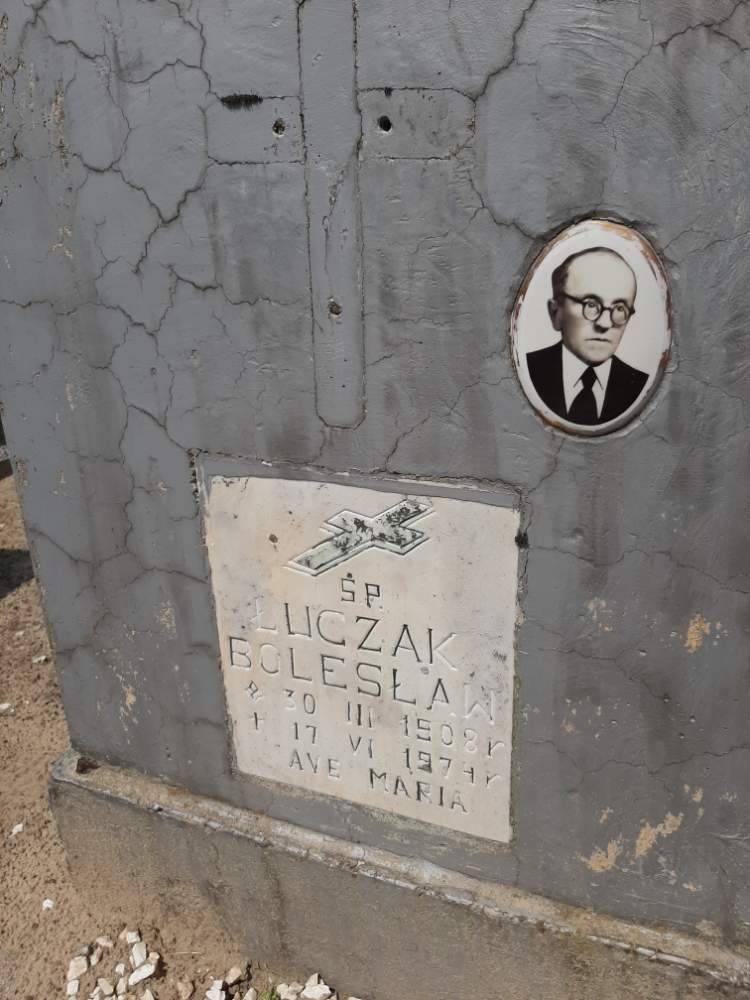 ŚP.
ŁUCZAK
BOLESŁAW
30 III 1908 r
† 17 VI 1974 r
AVE MARIA